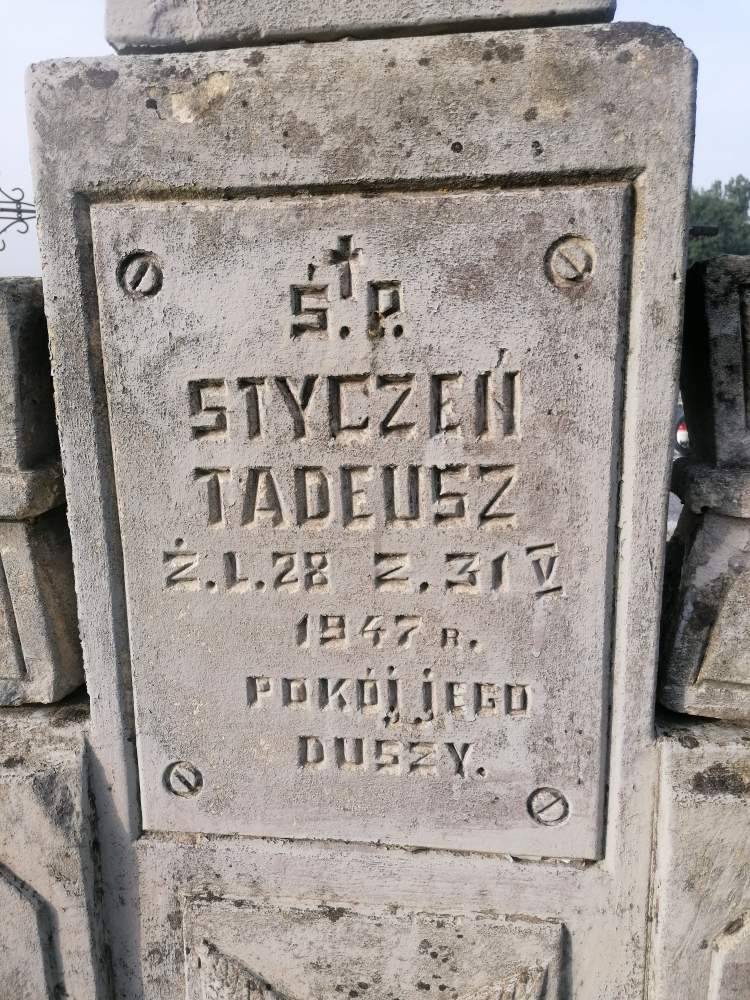 Ś.†P.
STYCZEŃ
TADEUSZ
Ż.L.28 Z.31 V
1947 R.
POKÓJ JEGO
DUSZY.